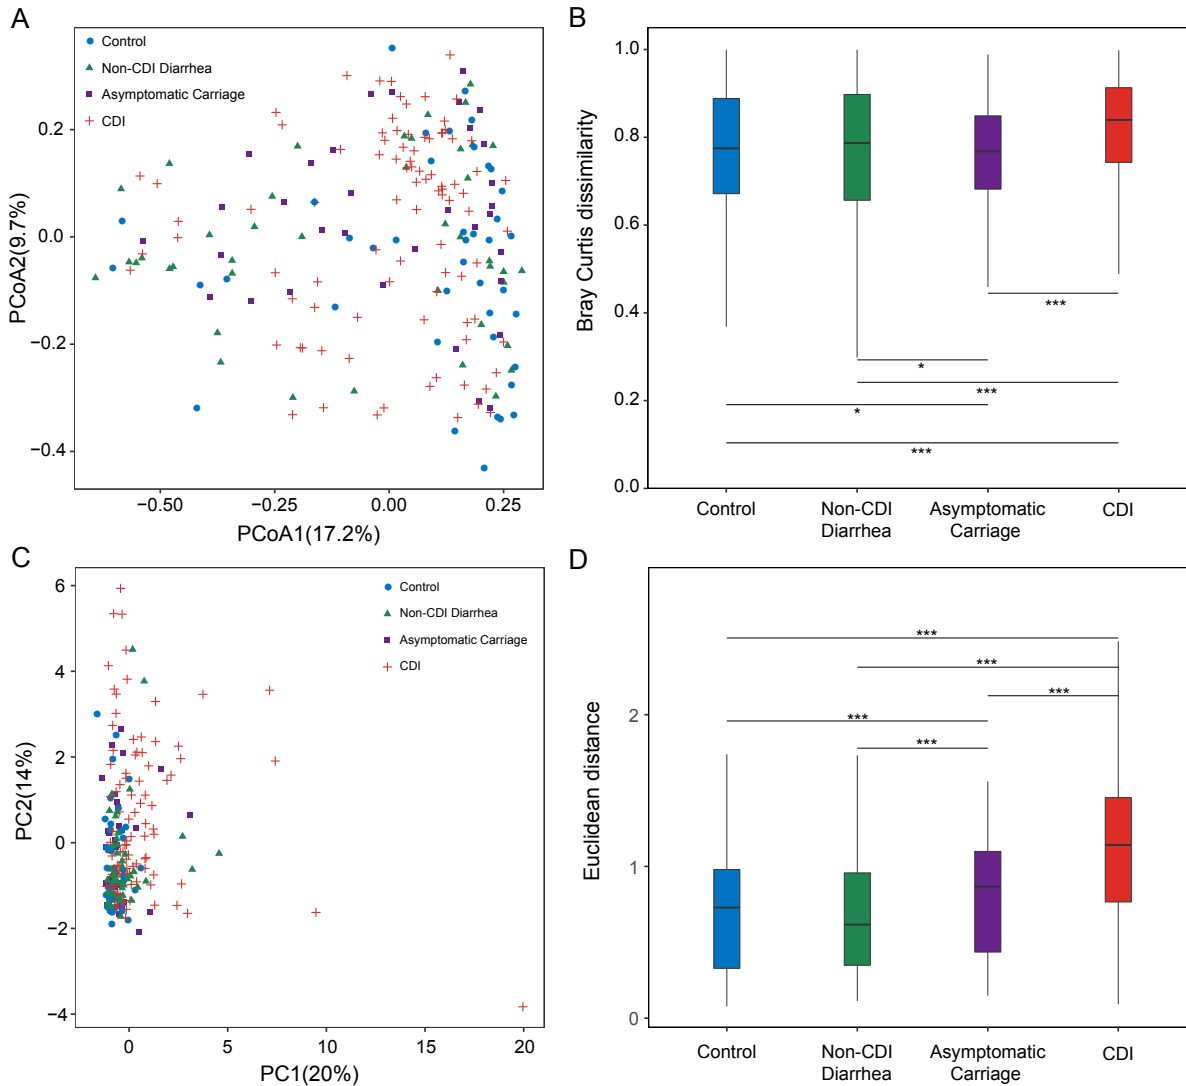 A
Control
Non-CDI Diarrhea
Asymptomatic Carriage
CDI
0.2
0.0
−0.2
−0.4
−0.50
−0.25
0.00
0.25
PCoA1(17.2%)
PCoA2(9.7%)
B
1.0
0.8
0.6
0.4
0.2
0.0
Bray Curtis dissimilarity
***
*
***
*
***
Control
Non-CDI
Diarrhea
Asymptomatic
Carriage
CDI
C
Control
Non-CDI Diarrhea
Asymptomatic Carriage
CDI
6
4
2
0
−2
−4
0
5
10
15
20
PC1(20%)
PC2(14%)
D
2
1
0
Euclidean distance
***
***
***
***
***
Control
Non-CDI
Diarrhea
Asymptomatic
Carriage
CDI